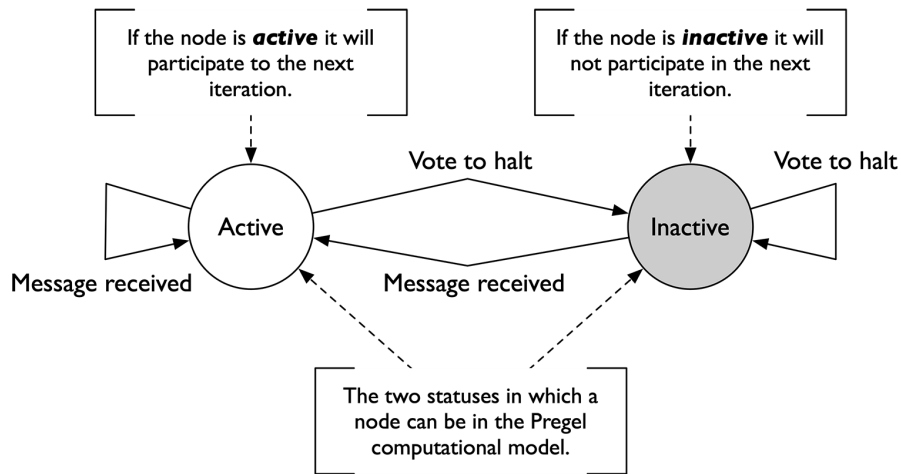 If the node is active it will
participate to the next
iteration.
If the node is inactive it will
not participate in the next
iteration.
Vote to halt
Vote to halt
Active
Inactive
Message received
Message received
The two statuses in which a
node can be in the Pregel
computational model.